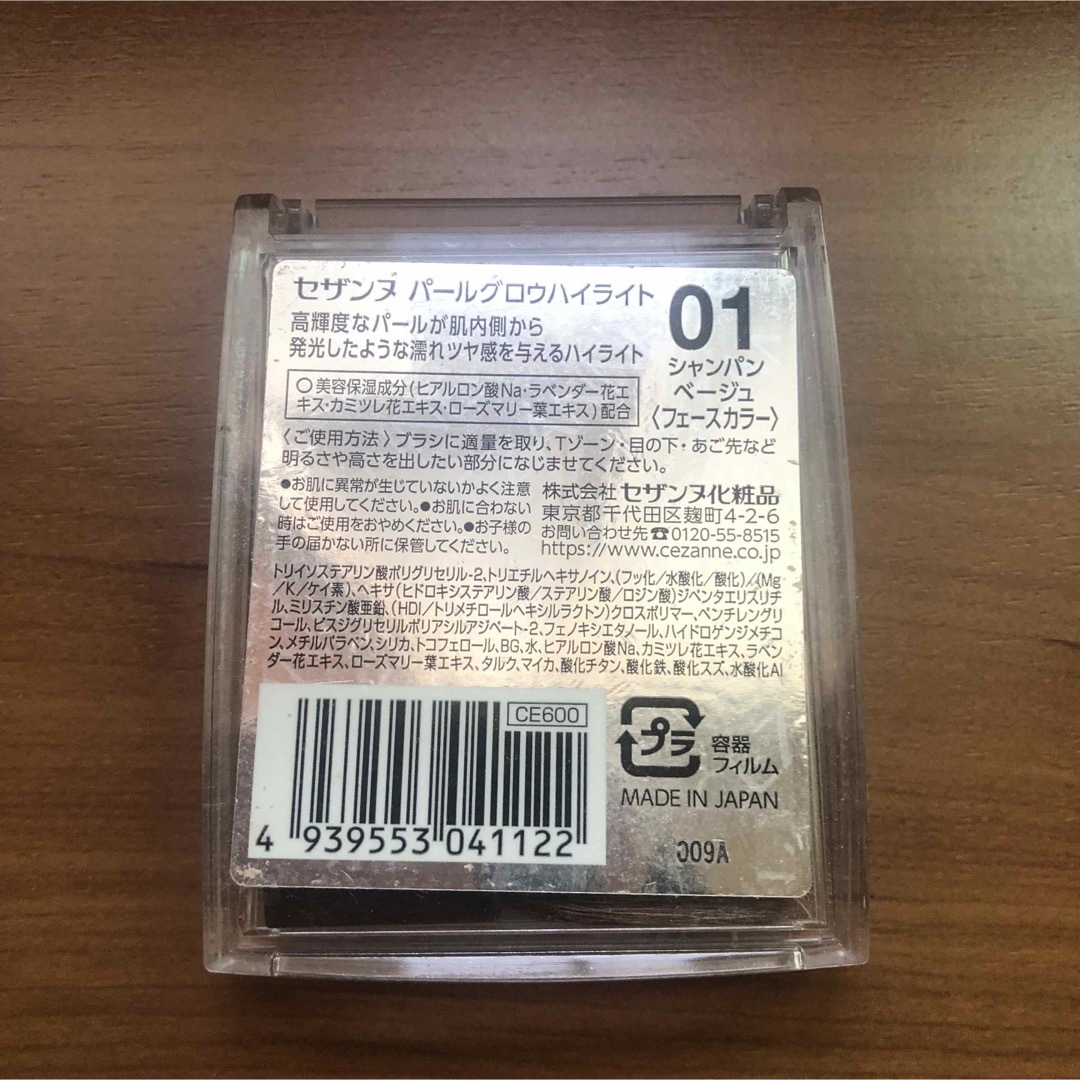 セザンヌ パールグロウハイライト
高輝度なパールが肌内側から
発光したような濡れツヤ感を与えるハイライト
01
シャンパン
ベージュ
〈フェースカラー〉
○美容保湿成分(ヒアルロン酸Na・ラベンダー花エ
キス・カミツレ花エキス・ローズマリー葉エキス)配合
〈ご使用方法〉ブラシに適量を取り、Tゾーン・目の下・あご先など
明るさや高さを出したい部分になじませてください。
●お肌に異常が生じていないかよく注意
して使用してください。●お肌に合わない
時はご使用をおやめください。●お子様の
手の届かない所に保管してください。
株式会社 セザンヌ化粧品
東京都千代田区麹町4-2-6
お問い合わせ先☎0120-55-8515
https://www.cezanne.co.jp
トリイソステアリン酸ポリグリセリル-2、トリエチルヘキサノイン、(フッ化/水酸化/酸化)/(Mg
/K/ケイ素)、ヘキサ(ヒドロキシステアリン酸/ステアリン酸/ロジン酸)ジペンタエリスリチ
ル、ミリスチン酸亜鉛、(HDI/トリメチロールヘキシルラクトン)クロスポリマー、ペンチレングリ
コール、ビスジグリセリルポリアシルアジペート-2、フェノキシエタノール、ハイドロゲンジメチコ
ン、メチルパラベン、シリカ、トコフェロール、BG、水、ヒアルロン酸Na、カミツレ花エキス、ラベン
ダー花エキス、ローズマリー葉エキス、タルク、マイカ、酸化チタン、酸化鉄、酸化スズ、水酸化Al
CE600
4 939553 041122
プラ
容器
フィルム
MADE IN JAPAN
009A